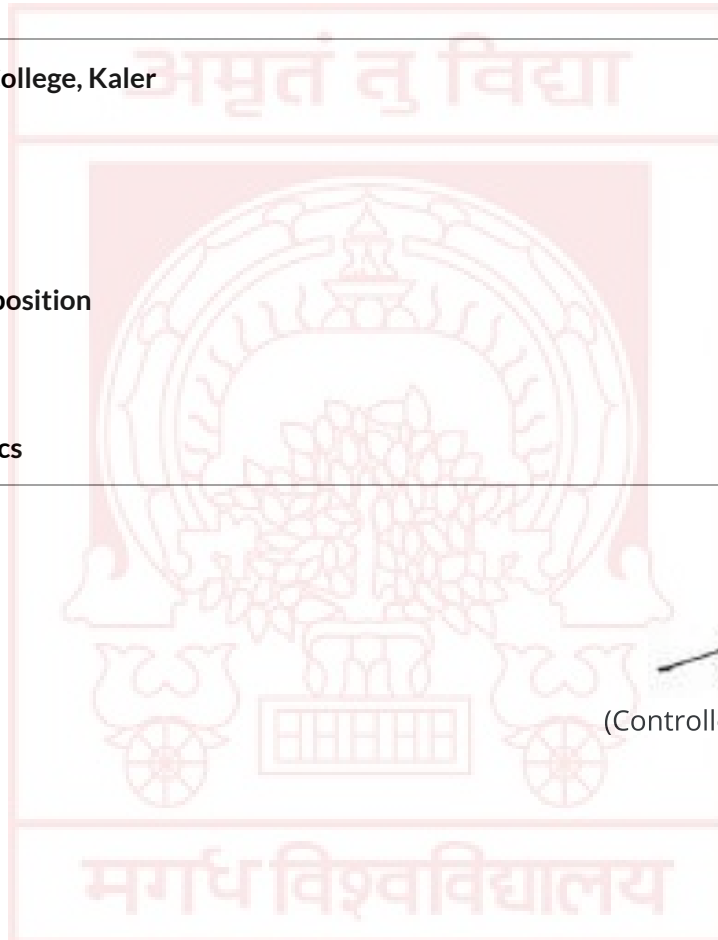 अमृतं तु विद्या
ollege, Kaler
position
cs
(Controll
मगध विश्वविद्यालय